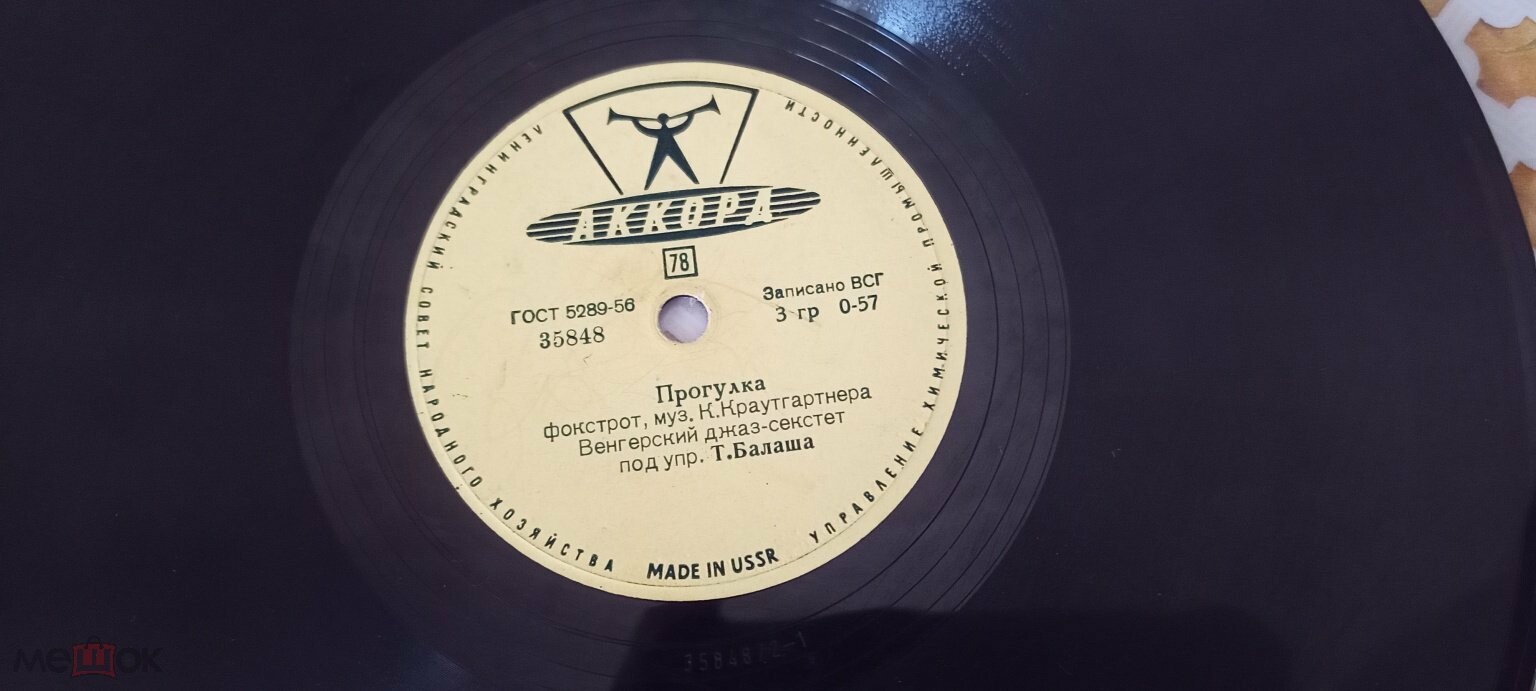 ЛЕНИНГРАДСКИЙ СОВЕТ НАРОДНОГО ХОЗЯЙСТВА
УПРАВЛЕНИЕ ХИМИЧЕСКОЙ ПРОМЫШЛЕННОСТИ
АККОРД
78
ГОСТ 5289-56
35848
Записано ВСГ
3 гр 0-57
Прогулка
фокстрот, муз. К.Краутгартнера
Венгерский джаз-секстет
под упр. Т.Балаша
MADE IN USSR
мешок